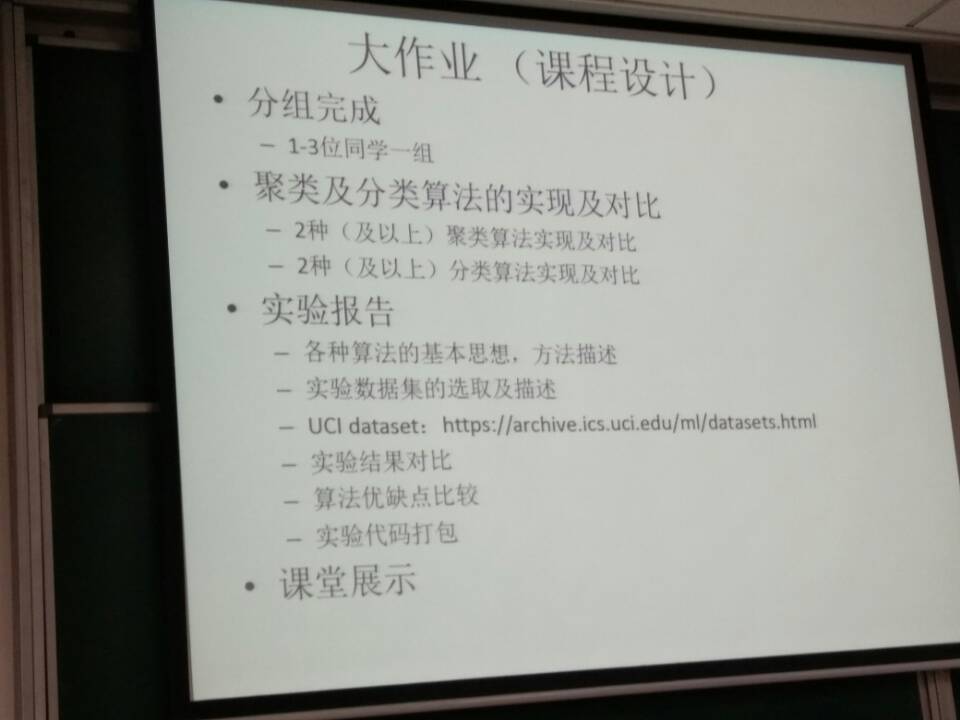 大作业（课程设计）
• 分组完成
– 1-3位同学一组
• 聚类及分类算法的实现及对比
– 2种（及以上）聚类算法实现及对比
– 2种（及以上）分类算法实现及对比
• 实验报告
– 各种算法的基本思想，方法描述
– 实验数据集的选取及描述
– UCI dataset：https://archive.ics.uci.edu/ml/datasets.html
– 实验结果对比
– 算法优缺点比较
– 实验代码打包
• 课堂展示